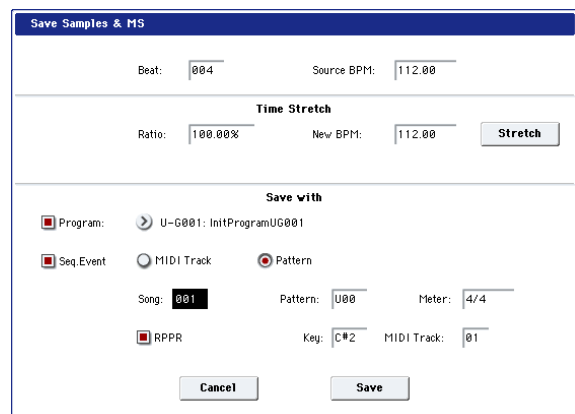 Save Samples & MS
Beat: 004 Source BPM: 112.00
Time Stretch
Ratio: 100.00% New BPM: 112.00 Stretch
Save with
Program: U-G001: InitProgramUG001
Seq.Event MIDI Track Pattern
Song: 001 Pattern: U00 Meter: 4/4
RPPR Key: C#2 MIDI Track: 01
Cancel Save